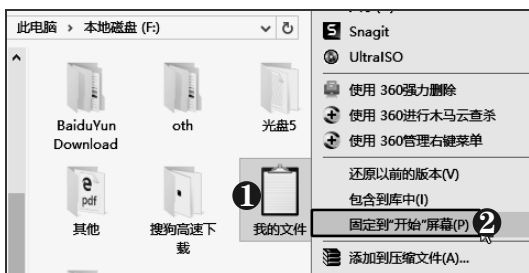 此电脑 › 本地磁盘 (F:)
BaiduYun
Download
oth
光盘5
pdf
其他
搜狗高速下
载
❶
我的文件
Snagit
UltraISO
使用 360强力删除
使用 360进行木马云查杀
使用 360管理右键菜单
还原以前的版本(V)
包含到库中(I)
固定到"开始"屏幕(P)
❷
添加到压缩文件(A)...